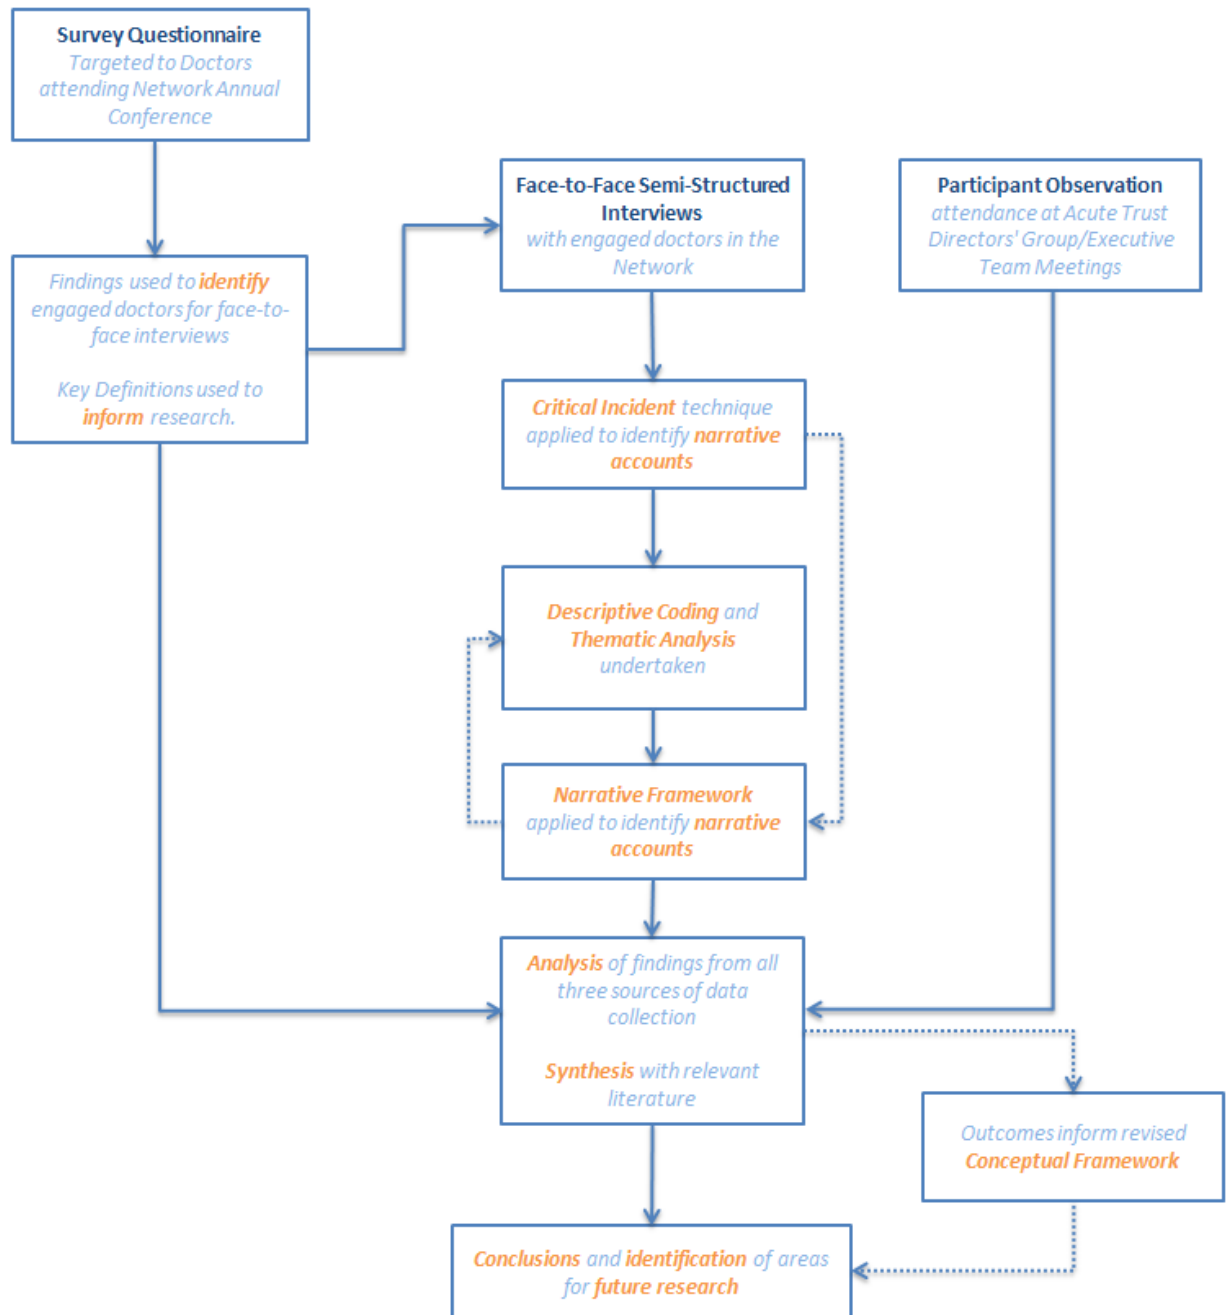 Survey Questionnaire
Targeted to Doctors
attending Network Annual
Conference
Findings used to identify
engaged doctors for face-to-
face interviews
Key Definitions used to
inform research.
Face-to-Face Semi-Structured
Interviews
with engaged doctors in the
Network
Participant Observation
attendance at Acute Trust
Directors' Group/Executive
Team Meetings
Critical Incident technique
applied to identify narrative
accounts
Descriptive Coding and
Thematic Analysis
undertaken
Narrative Framework
applied to identify narrative
accounts
Analysis of findings from all
three sources of data
collection
Synthesis with relevant
literature
Outcomes inform revised
Conceptual Framework
Conclusions and identification of areas
for future research